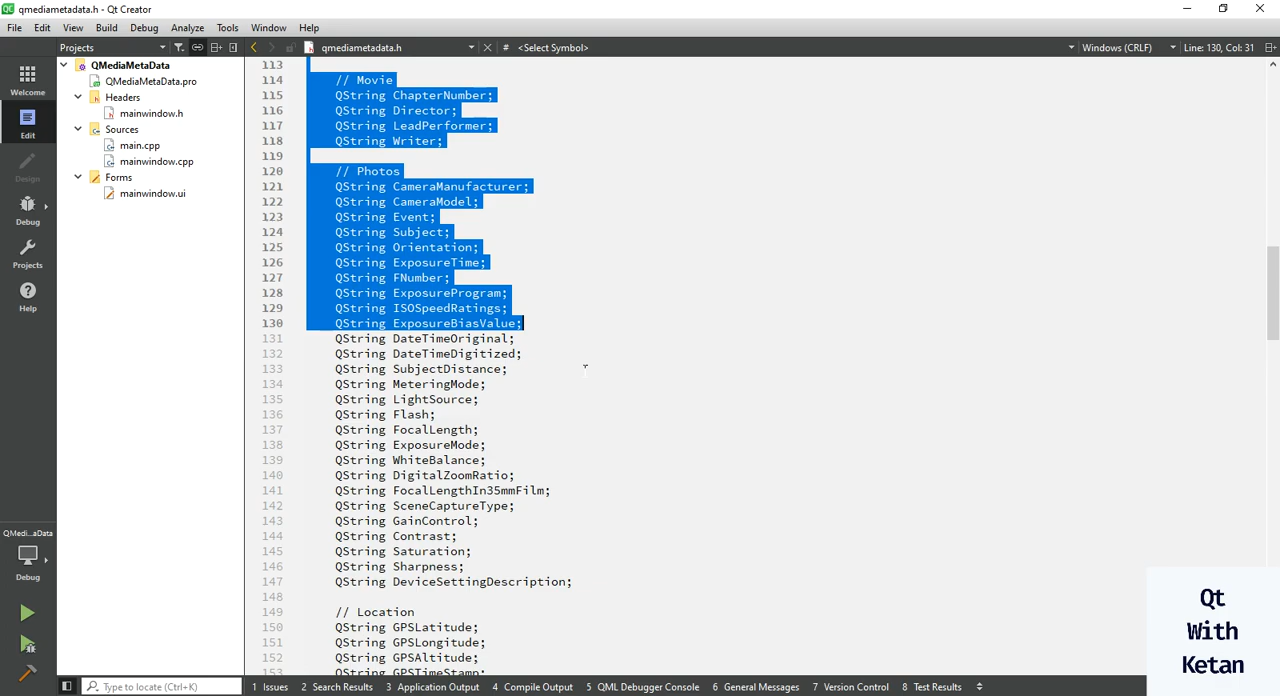 qmediametadata.h - Qt Creator
File Edit View Build Debug Analyze Tools Window Help
Projects qmediametadata.h # <Select Symbol> Windows (CRLF) Line: 130, Col: 31
Welcome
Edit
Design
Debug
Projects
Help
QMedi...aData
Debug
QMediaMetaData
QMediaMetaData.pro
Headers
mainwindow.h
Sources
main.cpp
mainwindow.cpp
Forms
mainwindow.ui
113
114 // Movie
115 QString ChapterNumber;
116 QString Director;
117 QString LeadPerformer;
118 QString Writer;
119
120 // Photos
121 QString CameraManufacturer;
122 QString CameraModel;
123 QString Event;
124 QString Subject;
125 QString Orientation;
126 QString ExposureTime;
127 QString FNumber;
128 QString ExposureProgram;
129 QString ISOSpeedRatings;
130 QString ExposureBiasValue;
131 QString DateTimeOriginal;
132 QString DateTimeDigitized;
133 QString SubjectDistance;
134 QString MeteringMode;
135 QString LightSource;
136 QString Flash;
137 QString FocalLength;
138 QString ExposureMode;
139 QString WhiteBalance;
140 QString DigitalZoomRatio;
141 QString FocalLengthIn35mmFilm;
142 QString SceneCaptureType;
143 QString GainControl;
144 QString Contrast;
145 QString Saturation;
146 QString Sharpness;
147 QString DeviceSettingDescription;
148
149 // Location
150 QString GPSLatitude;
151 QString GPSLongitude;
152 QString GPSAltitude;
153 QString GPSTimeStamp;
Qt
With
Ketan
Type to locate (Ctrl+K) 1 Issues 2 Search Results 3 Application Output 4 Compile Output 5 QML Debugger Console 6 General Messages 7 Version Control 8 Test Results